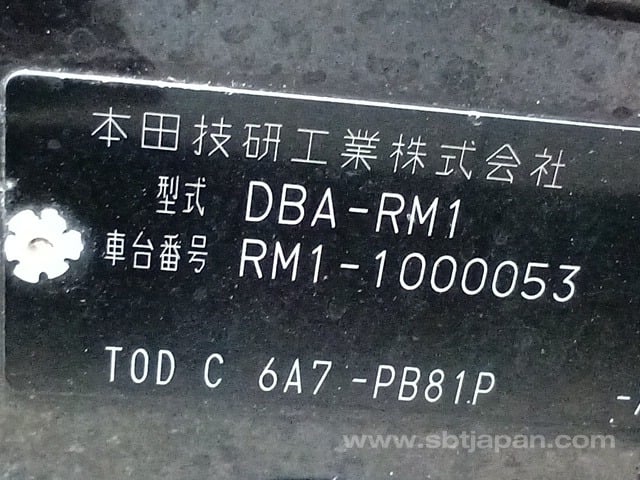 本田技研工業株式会社
型式 DBA-RM1
車台番号 RM1-1000053
TOD C 6A7 -PB81P
www.sbtjapan.com